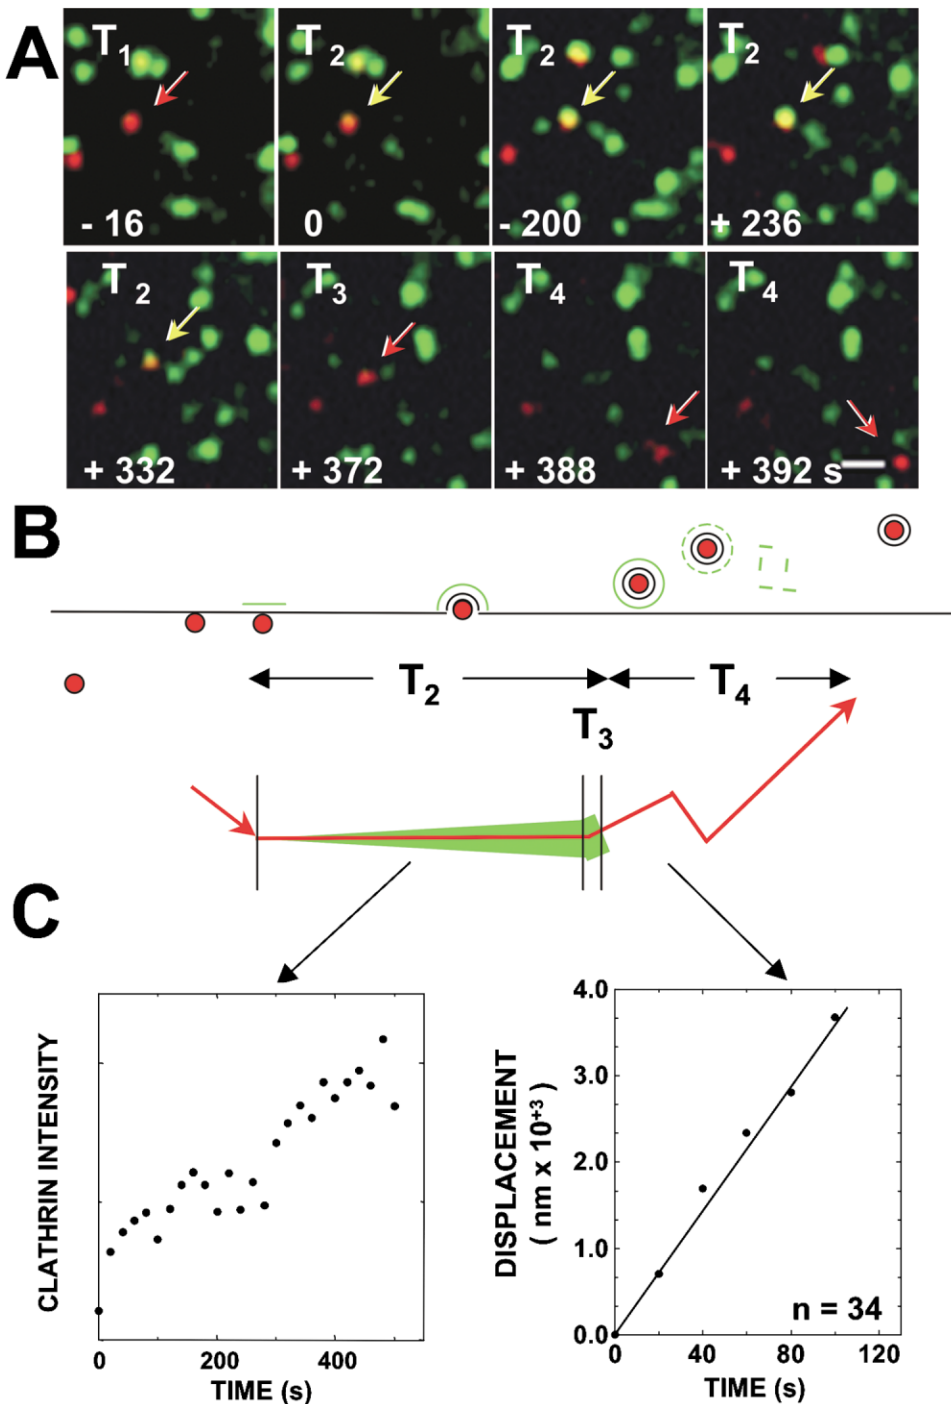 A
T1
- 16
T2
0
T2
- 200
T2
+ 236
T2
+ 332
T3
+ 372
T4
+ 388
T4
+ 392 s
B
T2
T4
T3
C
CLATHRIN INTENSITY
0
200
400
TIME (s)
DISPLACEMENT
( nm x 10+3 )
4.0
3.0
2.0
1.0
0.0
n = 34
0
40
80
120
TIME (s)